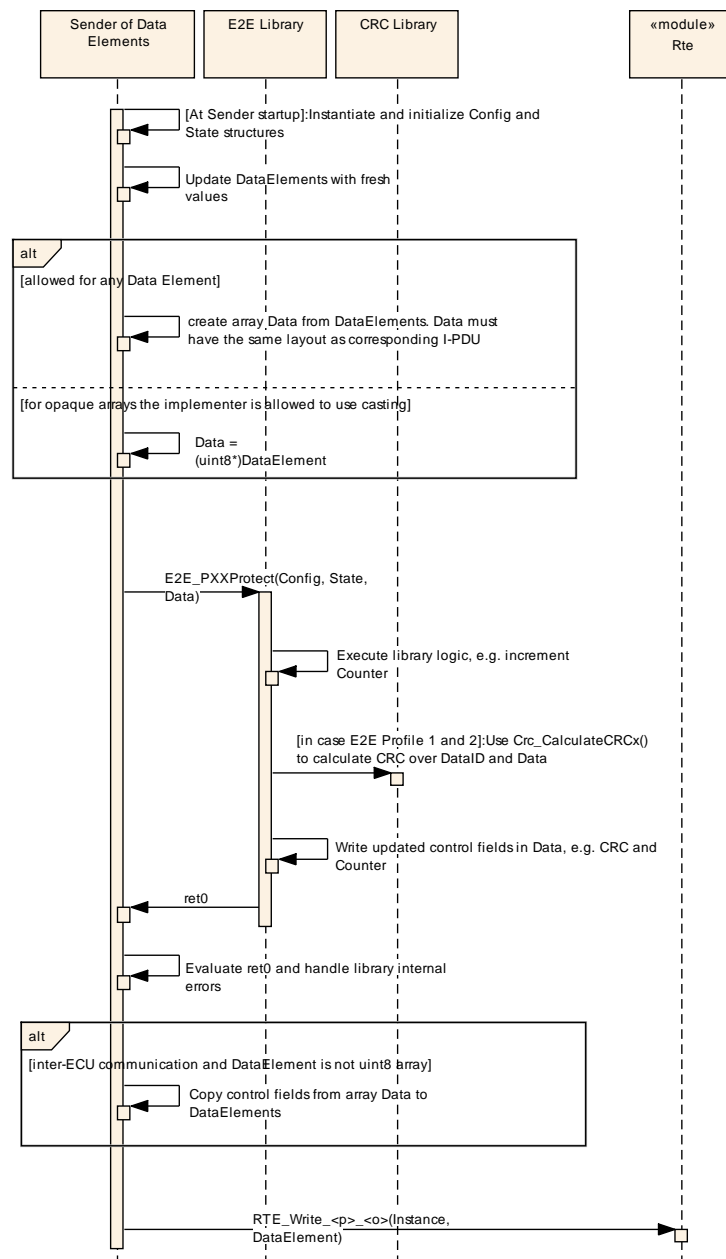 Sender of Data
Elements
E2E Library
CRC Library
«module»
Rte
[At Sender startup]:Instantiate and initialize Config and
State structures
Update DataElements with fresh
values
alt
[allowed for any Data Element]
create array Data from DataElements. Data must
have the same layout as corresponding I-PDU
[for opaque arrays the implementer is allowed to use casting]
Data =
(uint8*)DataElement
E2E_PXXProtect(Config, State,
Data)
Execute library logic, e.g. increment
Counter
[in case E2E Profile 1 and 2]:Use Crc_CalculateCRCx()
to calculate CRC over DataID and Data
Write updated control fields in Data, e.g. CRC and
Counter
ret0
Evaluate ret0 and handle library internal
errors
alt
[inter-ECU communication and DataElement is not uint8 array]
Copy control fields from array Data to
DataElements
RTE_Write_<p>_<o>(Instance,
DataElement)